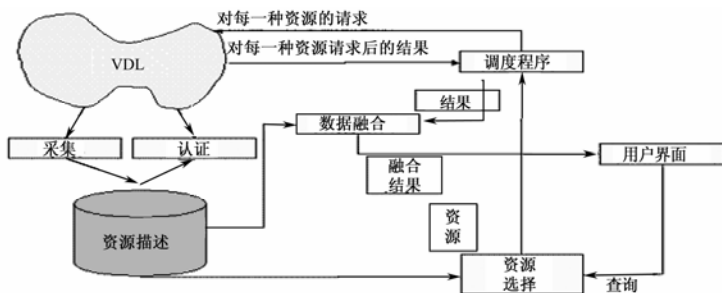 对每一种资源的请求
对每一种资源请求后的结果
VDL
调度程序
结果
数据融合
采集
认证
用户界面
融合
结果
资
源
资源描述
资源
选择
查询